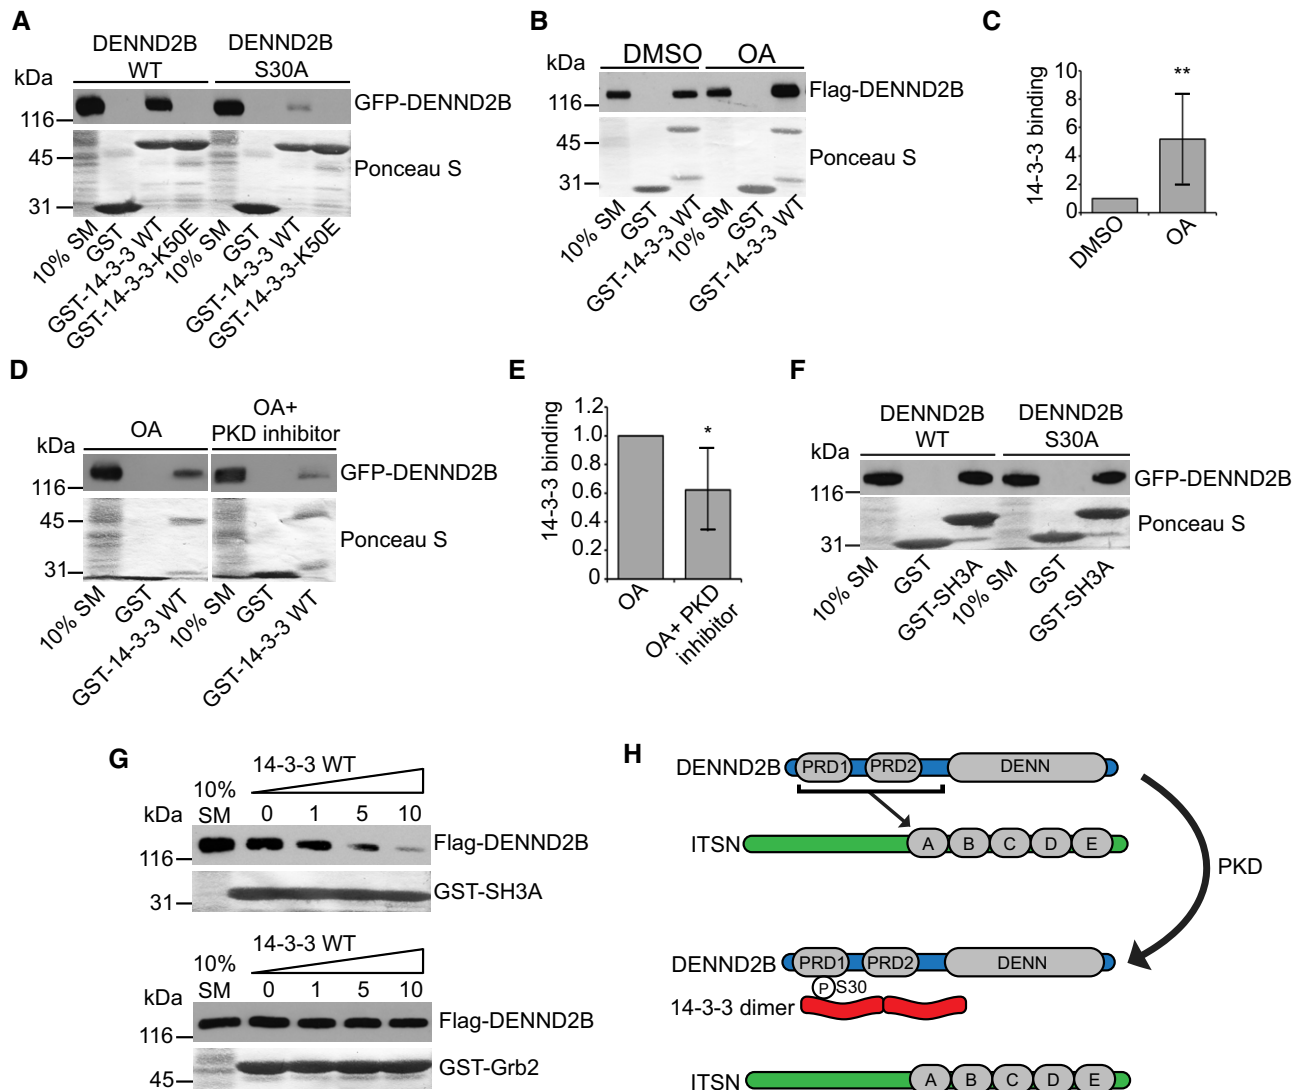 A
DENND2B WT
DENND2B S30A
kDa
GFP-DENND2B
116
45
Ponceau S
31
10% SM
GST
GST-14-3-3 WT
GST-14-3-3-K50E
10% SM
GST
GST-14-3-3 WT
GST-14-3-3-K50E
B
DMSO
OA
kDa
Flag-DENND2B
116
45
Ponceau S
31
10% SM
GST
GST-14-3-3 WT
10% SM
GST
GST-14-3-3 WT
C
14-3-3 binding
10
8
6
4
2
0
**
DMSO
OA
D
OA
OA+
PKD inhibitor
kDa
GFP-DENND2B
116
45
Ponceau S
31
10% SM
GST
GST-14-3-3 WT
10% SM
GST
GST-14-3-3 WT
E
14-3-3 binding
1.2
1.0
0.8
0.6
0.4
0.2
0
*
OA
OA+ PKD
inhibitor
F
DENND2B
WT
DENND2B
S30A
kDa
GFP-DENND2B
116
Ponceau S
31
10% SM
GST
GST-SH3A
10% SM
GST
GST-SH3A
G
14-3-3 WT
10%
kDa SM 0 1 5 10
Flag-DENND2B
116
GST-SH3A
31
14-3-3 WT
10%
kDa SM 0 1 5 10
Flag-DENND2B
116
GST-Grb2
45
H
DENND2B PRD1 PRD2 DENN
ITSN A B C D E
PKD
DENND2B PRD1 PRD2 DENN
P S30
14-3-3 dimer
ITSN A B C D E